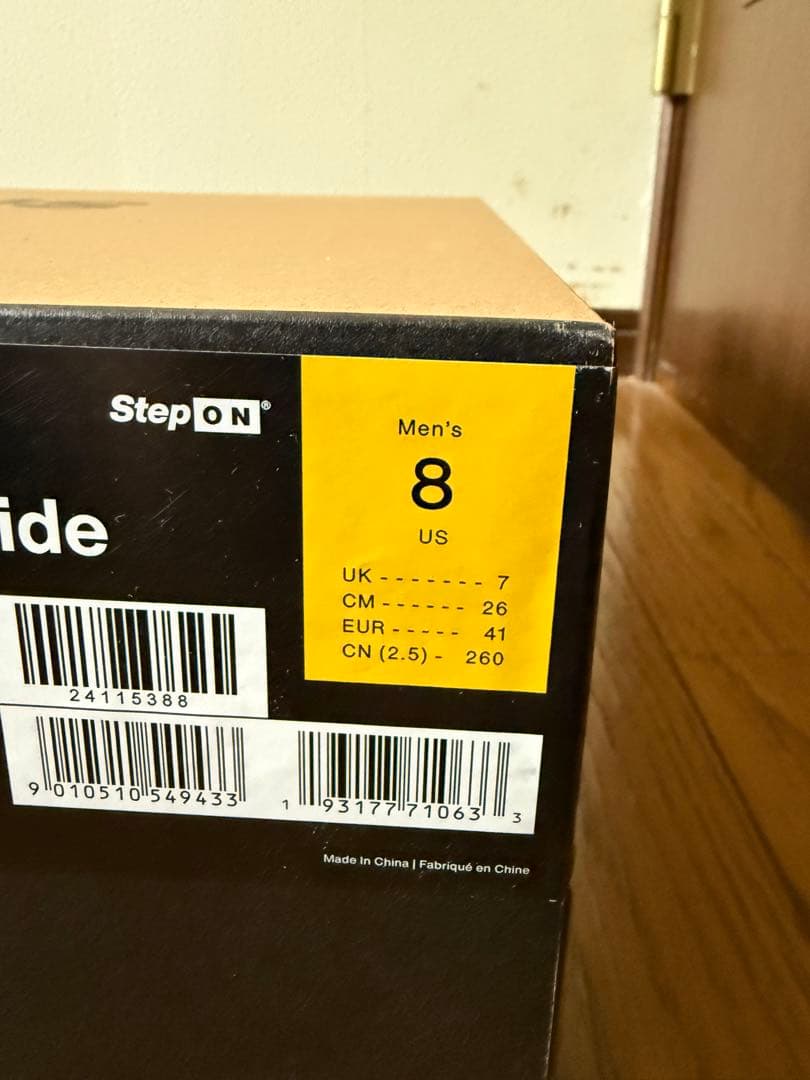 StepON®
ide
Men's
8
US
UK ------- 7
CM ------ 26
EUR ----- 41
CN (2.5) - 260
24115388
9 010510 549433
1 93177 71063 3
Made In China | Fabriqué en Chine